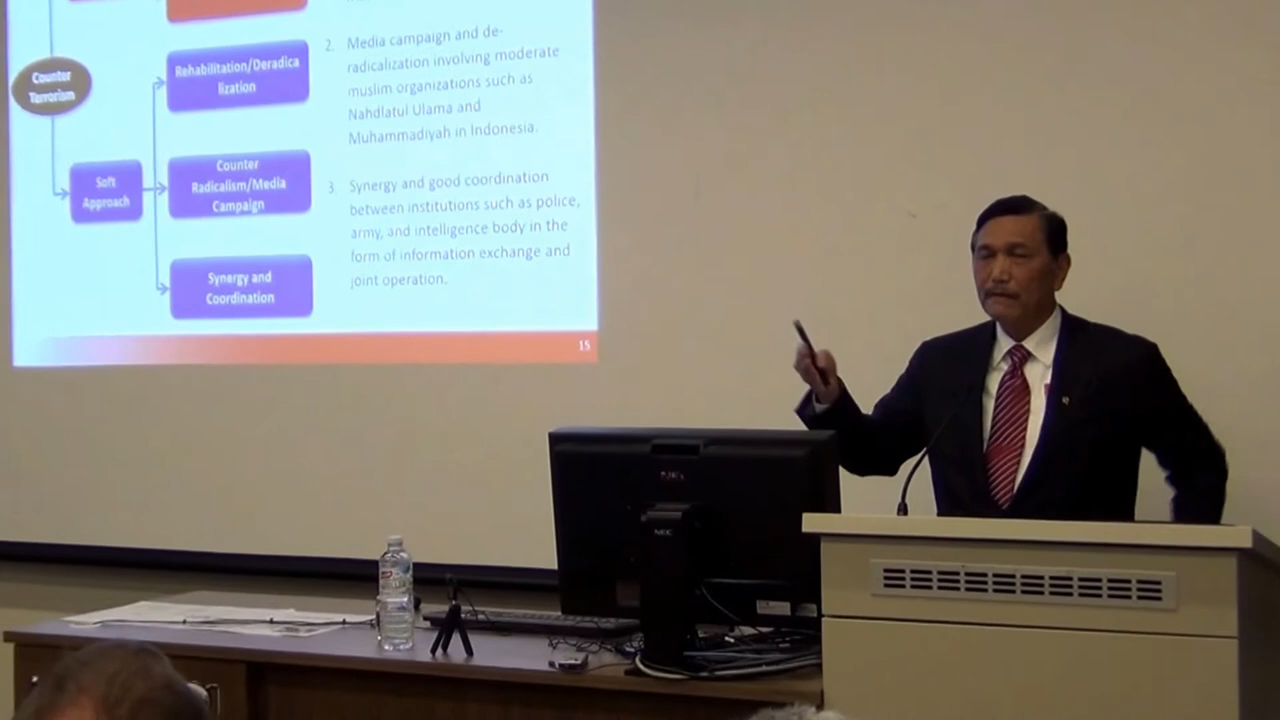 Counter
Terrorism
Rehabilitation/Deradica
lization
Soft
Approach
Counter
Radicalism/Media
Campaign
Synergy and
Coordination
2. Media campaign and de-
radicalization involving moderate
muslim organizations such as
Nahdlatul Ulama and
Muhammadiyah in Indonesia.
3. Synergy and good coordination
between institutions such as police,
army, and intelligence body in the
form of information exchange and
joint operation.
15
NEC